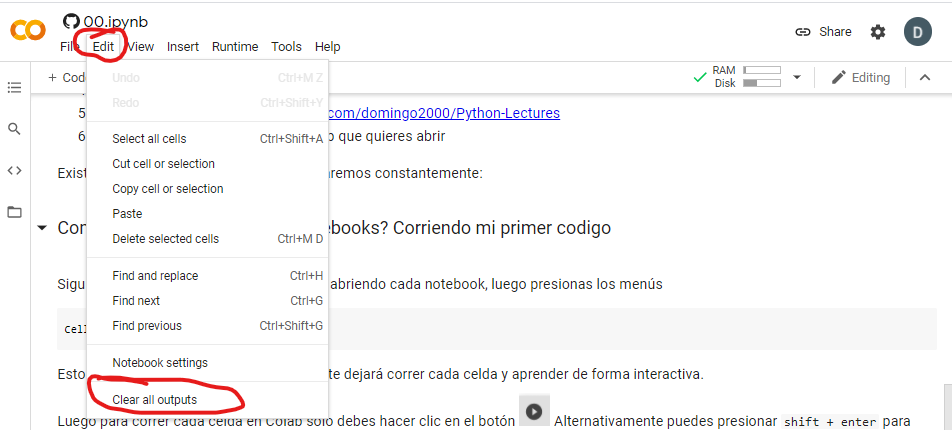 00.ipynb
File Edit View Insert Runtime Tools Help
Share
D
+ Code
RAM
Disk
Editing
Undo Ctrl+M Z
Redo Ctrl+Shift+Y
Select all cells Ctrl+Shift+A
Cut cell or selection
Copy cell or selection
Paste
Delete selected cells Ctrl+M D
Find and replace Ctrl+H
Find next Ctrl+G
Find previous Ctrl+Shift+G
Notebook settings
Clear all outputs
5 com/domingo2000/Python-Lectures
6 que quieres abrir
Exist aremos constantemente:
ebooks? Corriendo mi primer codigo
abriendo cada notebook, luego presionas los menús
cell
Esto te dejará correr cada celda y aprender de forma interactiva.
Luego para correr cada celda en Colab solo debes hacer clic en el botón Alternativamente puedes presionar shift + enter para